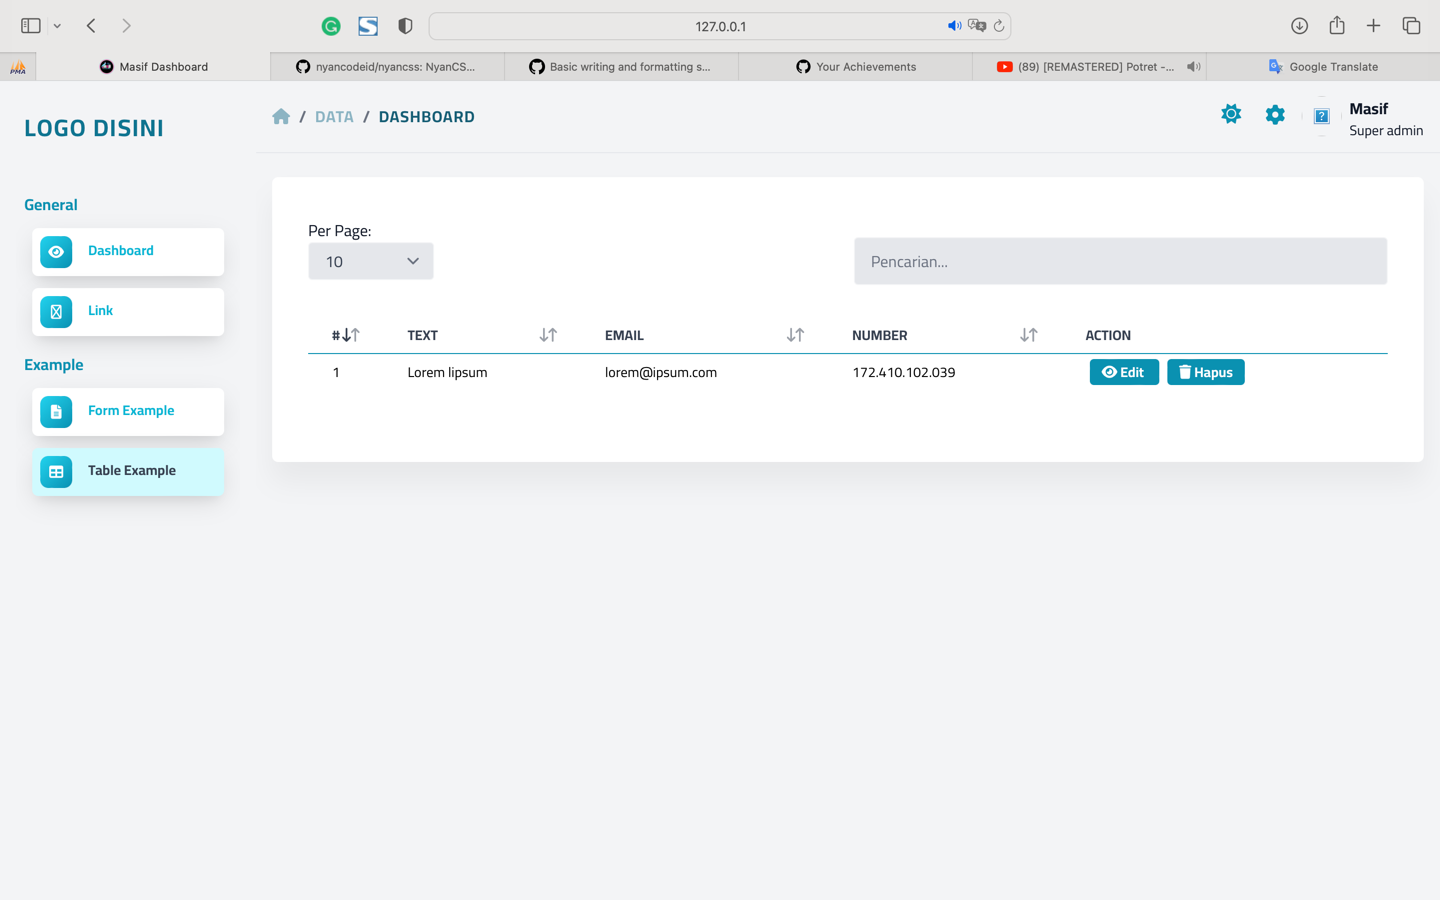 127.0.0.1
PMA
Masif Dashboard
nyancodeid/nyancss: NyanCS...
Basic writing and formatting s...
Your Achievements
(89) [REMASTERED] Potret -...
Google Translate
LOGO DISINI
/ DATA / DASHBOARD
Masif
Super admin
General
Dashboard
Link
Example
Form Example
Table Example
Per Page:
10
Pencarian...
# TEXT EMAIL NUMBER ACTION
1 Lorem Iipsum lorem@ipsum.com 172.410.102.039 Edit Hapus